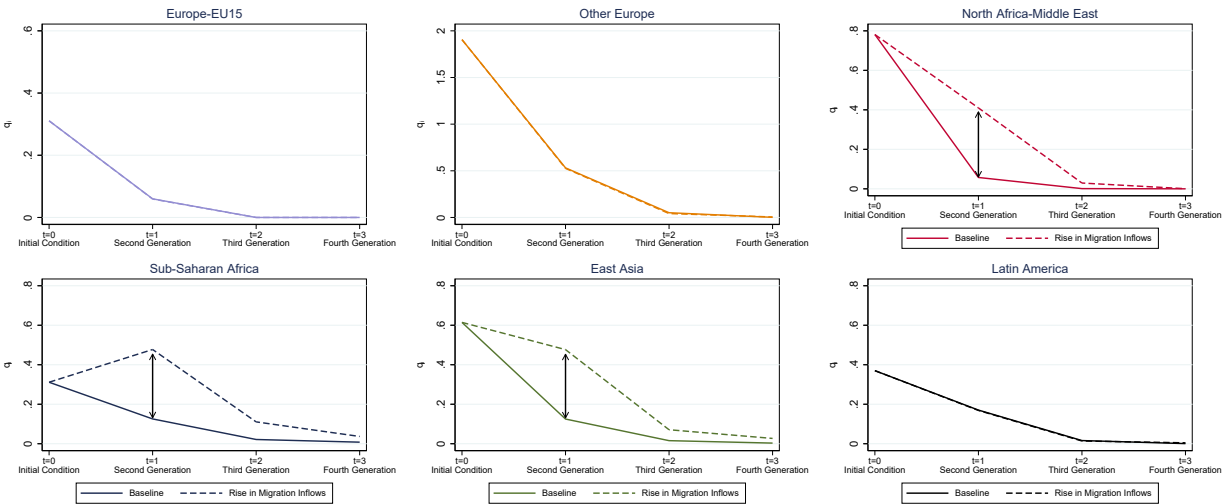 Europe-EU15
.6
.4
.2
0
qᵢ
t=0
Initial Condition
t=1
Second Generation
t=2
Third Generation
t=3
Fourth Generation
Other Europe
2
1.5
1
.5
0
qᵢ
t=0
Initial Condition
t=1
Second Generation
t=2
Third Generation
t=3
Fourth Generation
North Africa-Middle East
.8
.6
.4
.2
0
qᵢ
t=0
Initial Condition
t=1
Second Generation
t=2
Third Generation
t=3
Fourth Generation
Baseline
Rise in Migration Inflows
Sub-Saharan Africa
.8
.6
.4
.2
0
qᵢ
t=0
Initial Condition
t=1
Second Generation
t=2
Third Generation
t=3
Fourth Generation
Baseline
Rise in Migration Inflows
East Asia
.8
.6
.4
.2
0
qᵢ
t=0
Initial Condition
t=1
Second Generation
t=2
Third Generation
t=3
Fourth Generation
Baseline
Rise in Migration Inflows
Latin America
.8
.6
.4
.2
0
qᵢ
t=0
Initial Condition
t=1
Second Generation
t=2
Third Generation
t=3
Fourth Generation
Baseline
Rise in Migration Inflows